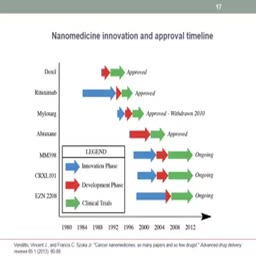 17
Nanomedicine innovation and approval timeline
Doxil
Approved
Rituximab
Approved
Mylotarg
Approved - Withdrawn 2010
Abraxane
Approved
MM398
Ongoing
CRXL101
Ongoing
EZN 2208
Ongoing
LEGEND
Innovation Phase
Development Phase
Clinical Trials
1980 1984 1988 1992 1996 2000 2004 2008 2012
Venditto, Vincent J., and Francis C. Szoka Jr. "Cancer nanomedicines: so many papers and so few drugs!." Advanced drug delivery
reviews 65.1 (2013): 80-88.